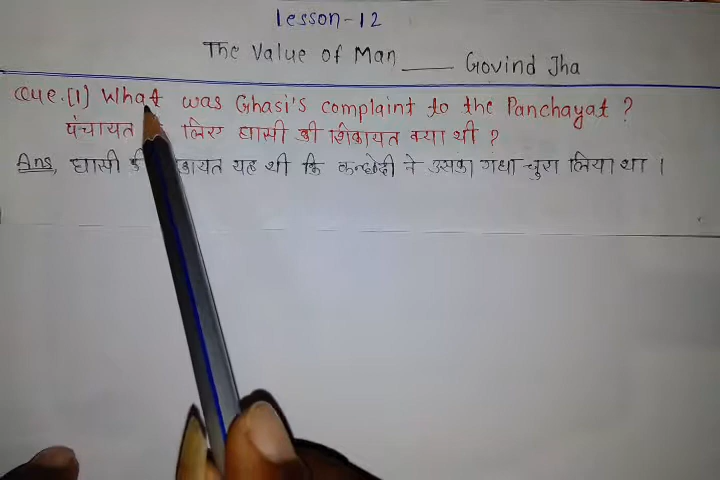 Lesson-12
The Value of Man ___ Govind Jha
Que.(1) What was Ghasi's complaint to the Panchayat ?
पंचायत लिए घासी की शिकायत क्या थी ?
Ans, घासी यह थी कि कन्छेदी ने उसका गधा चुरा लिया था ।